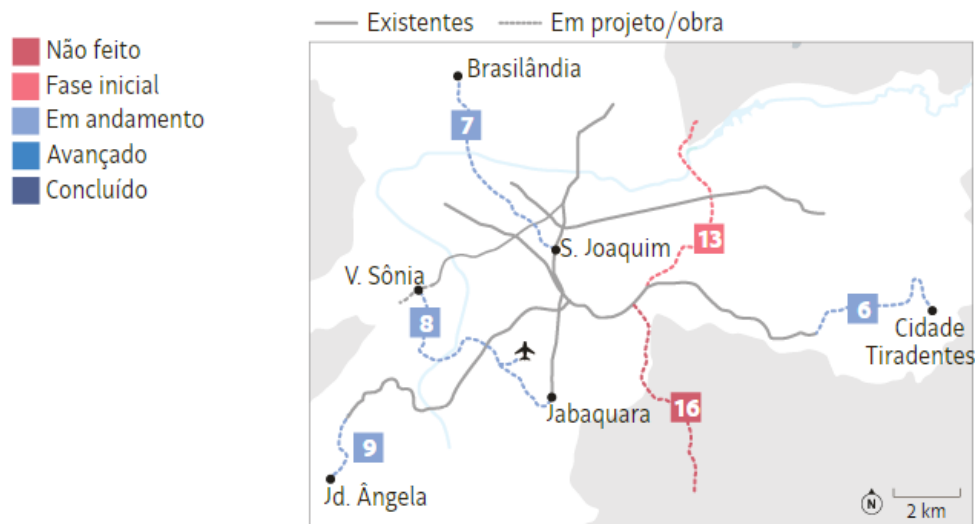 Existentes
Em projeto/obra
Não feito
Fase inicial
Em andamento
Avançado
Concluído
Brasilândia
7
13
S. Joaquim
V. Sônia
8
6
Cidade
Tiradentes
Jabaquara
16
9
Jd. Ângela
N
2 km